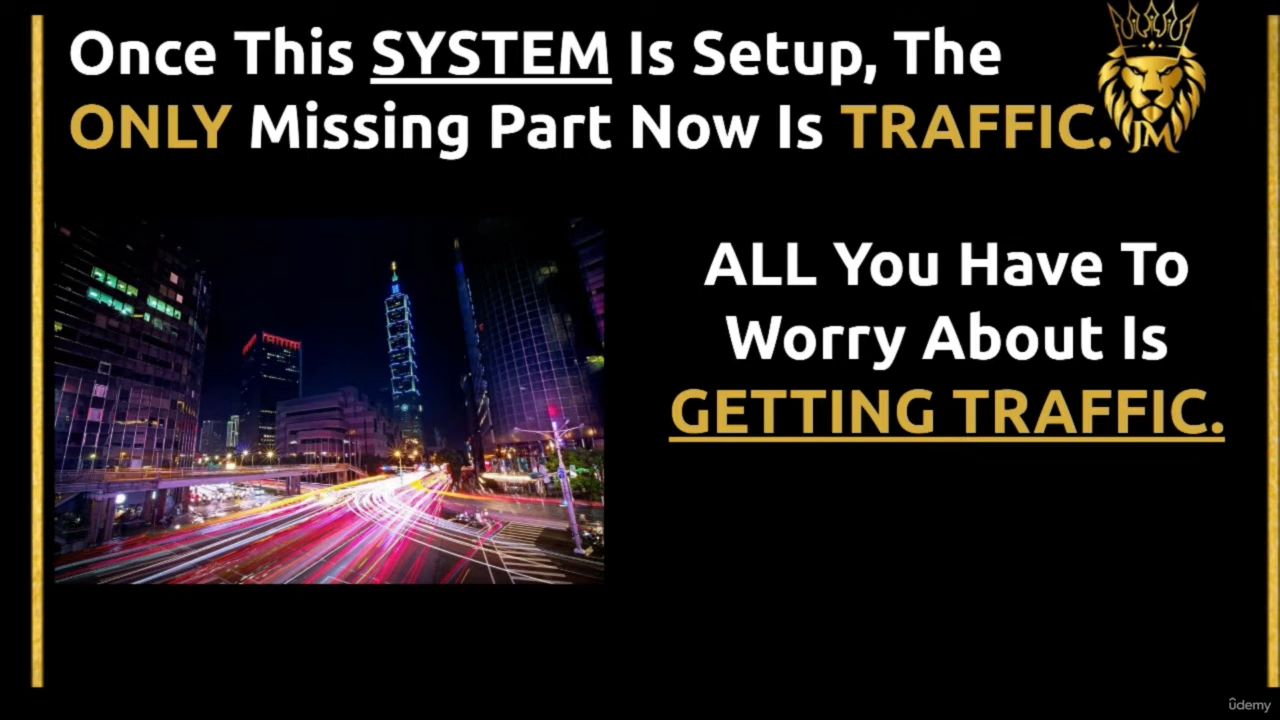 Once This SYSTEM Is Setup, The
ONLY Missing Part Now Is TRAFFIC.
JM
ALL You Have To
Worry About Is
GETTING TRAFFIC.
ûdemy